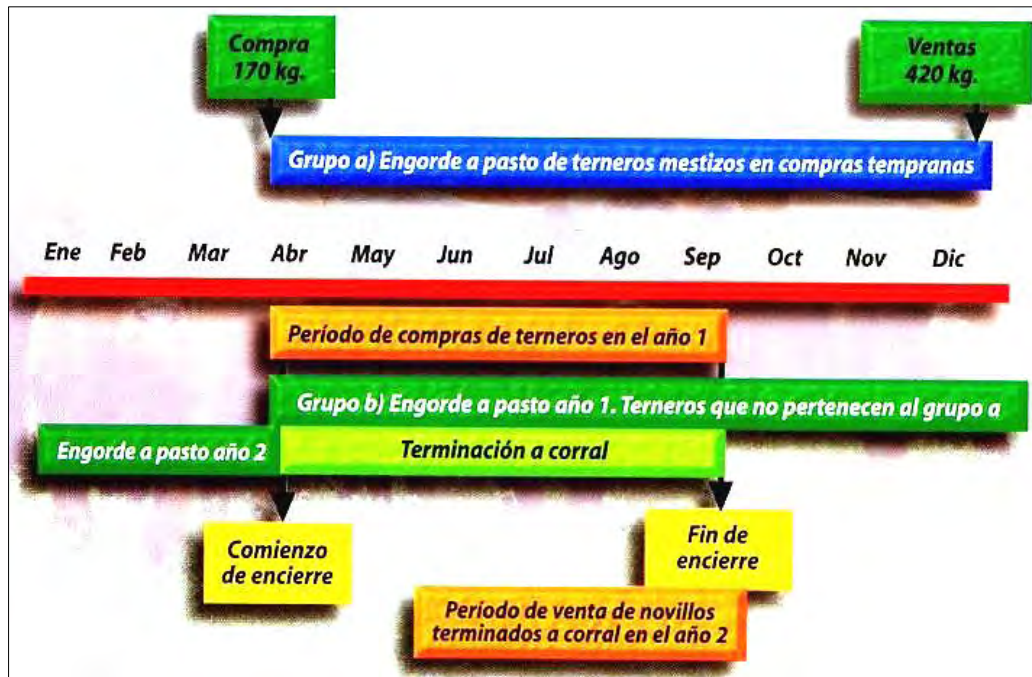 Compra
170 kg.
Ventas
420 kg.
Grupo a) Engorde a pasto de terneros mestizos en compras tempranas
Ene Feb Mar Abr May Jun Jul Ago Sep Oct Nov Dic
Período de compras de terneros en el año 1
Grupo b) Engorde a pasto año 1. Terneros que no pertenecen al grupo a
Engorde a pasto año 2
Terminación a corral
Comienzo
de encierre
Fin de
encierre
Período de venta de novillos
terminados a corral en el año 2